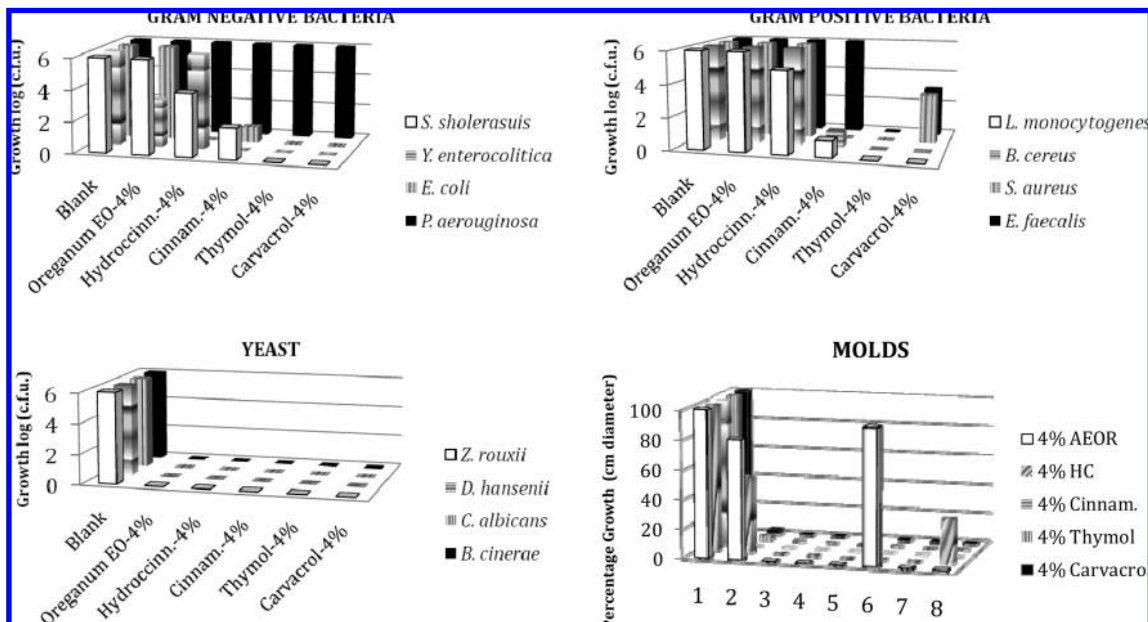 GRAM NEGATIVE BACTERIA
Growth log (c.f.u.)
6
4
2
0
Blank
Oreganum EO-4%
Hydroccinn.-4%
Cinnam.-4%
Thymol-4%
Carvacrol-4%
S. sholerasuis
Y. enterocolitica
E. coli
P. aerouginosa
GRAM POSITIVE BACTERIA
Growth log (c.f.u.)
6
4
2
0
Blank
Oreganum EO-4%
Hydroccinn.-4%
Cinnam.-4%
Thymol-4%
Carvacrol-4%
L. monocytogenes
B. cereus
S. aureus
E. faecalis
YEAST
Growth log (c.f.u.)
6
4
2
0
Blank
Oreganum EO-4%
Hydroccinn.-4%
Cinnam.-4%
Thymol-4%
Carvacrol-4%
Z. rouxii
D. hansenii
C. albicans
B. cinerae
MOLDS
Percentage Growth (cm diameter)
100
80
60
40
20
0
1 2 3 4 5 6 7 8
4% AEOR
4% HC
4% Cinnam.
4% Thymol
4% Carvacro